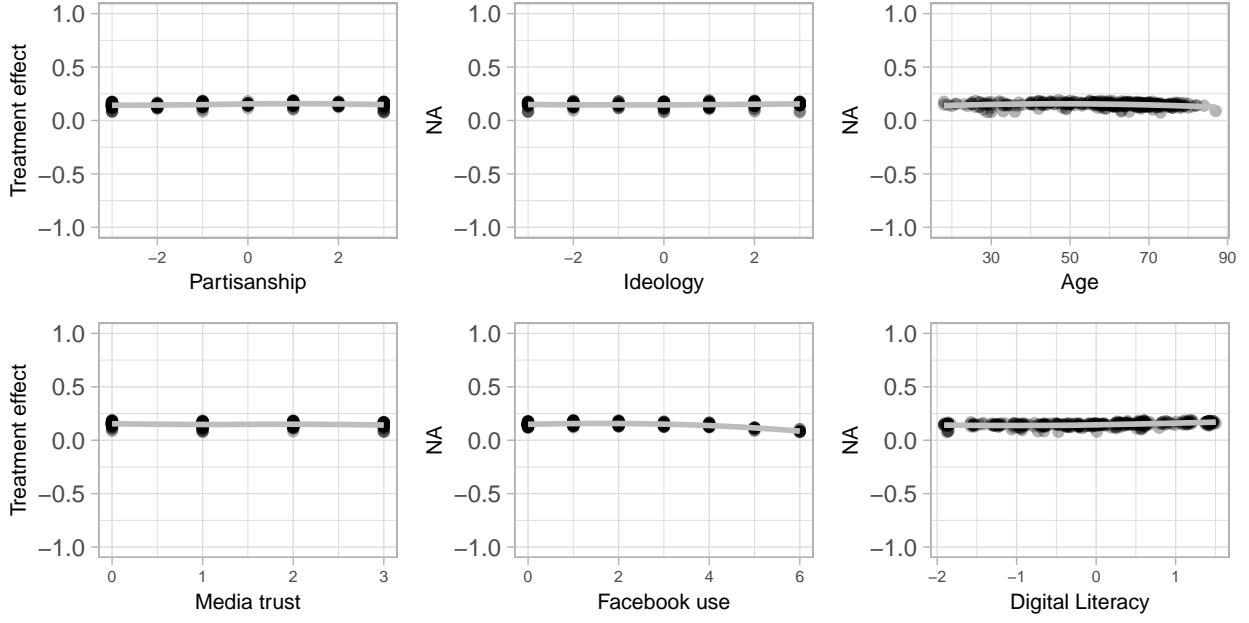 Treatment effect
1.0
0.5
0.0
−0.5
−1.0
−2 0 2
Partisanship
NA
1.0
0.5
0.0
−0.5
−1.0
−2 0 2
Ideology
NA
1.0
0.5
0.0
−0.5
−1.0
30 50 70 90
Age
Treatment effect
1.0
0.5
0.0
−0.5
−1.0
0 1 2 3
Media trust
NA
1.0
0.5
0.0
−0.5
−1.0
0 2 4 6
Facebook use
NA
1.0
0.5
0.0
−0.5
−1.0
−2 −1 0 1
Digital Literacy